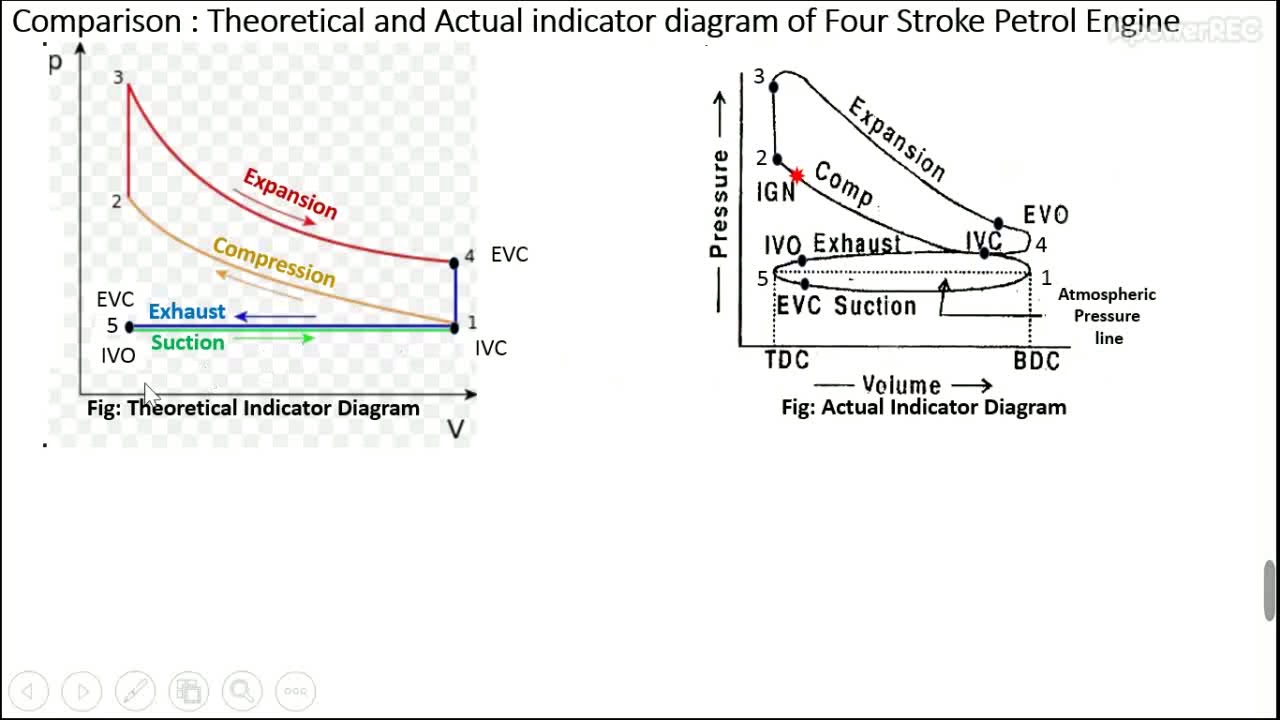 Comparison : Theoretical and Actual indicator diagram of Four Stroke Petrol Engine
ApowerREC
p
3
2
Expansion
Compression
4 EVC
EVC
5
IVO
Exhaust
Suction
1
IVC
Fig: Theoretical Indicator Diagram
V
Pressure
3
2
IGN
Expansion
Comp
EVO
IVO Exhaust
IVC
4
5
1
EVC Suction
Atmospheric
Pressure
line
TDC
BDC
Volume
Fig: Actual Indicator Diagram